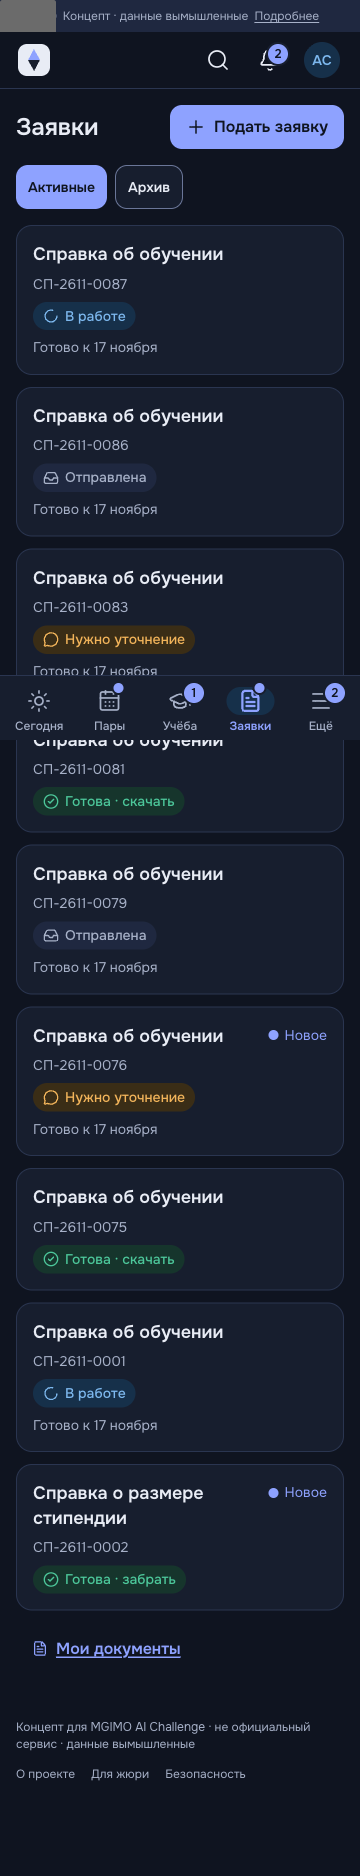 Концепт · данные вымышленные Подробнее
2
АС
Заявки
Подать заявку
Активные
Архив
Справка об обучении
СП-2611-0087
В работе
Готово к 17 ноября
Справка об обучении
СП-2611-0086
Отправлена
Готово к 17 ноября
Справка об обучении
СП-2611-0083
Нужно уточнение
Готово к 17 ноября
1
2
Сегодня
Пары
Учёба
Заявки
Ещё
Справка об обучении
СП-2611-0081
Готова · скачать
Справка об обучении
СП-2611-0079
Отправлена
Готово к 17 ноября
Справка об обучении
Новое
СП-2611-0076
Нужно уточнение
Готово к 17 ноября
Справка об обучении
СП-2611-0075
Готова · скачать
Справка об обучении
СП-2611-0001
В работе
Готово к 17 ноября
Справка о размере
стипендии
Новое
СП-2611-0002
Готова · забрать
Мои документы
Концепт для MGIMO AI Challenge · не официальный
сервис · данные вымышленные
О проекте
Для жюри
Безопасность